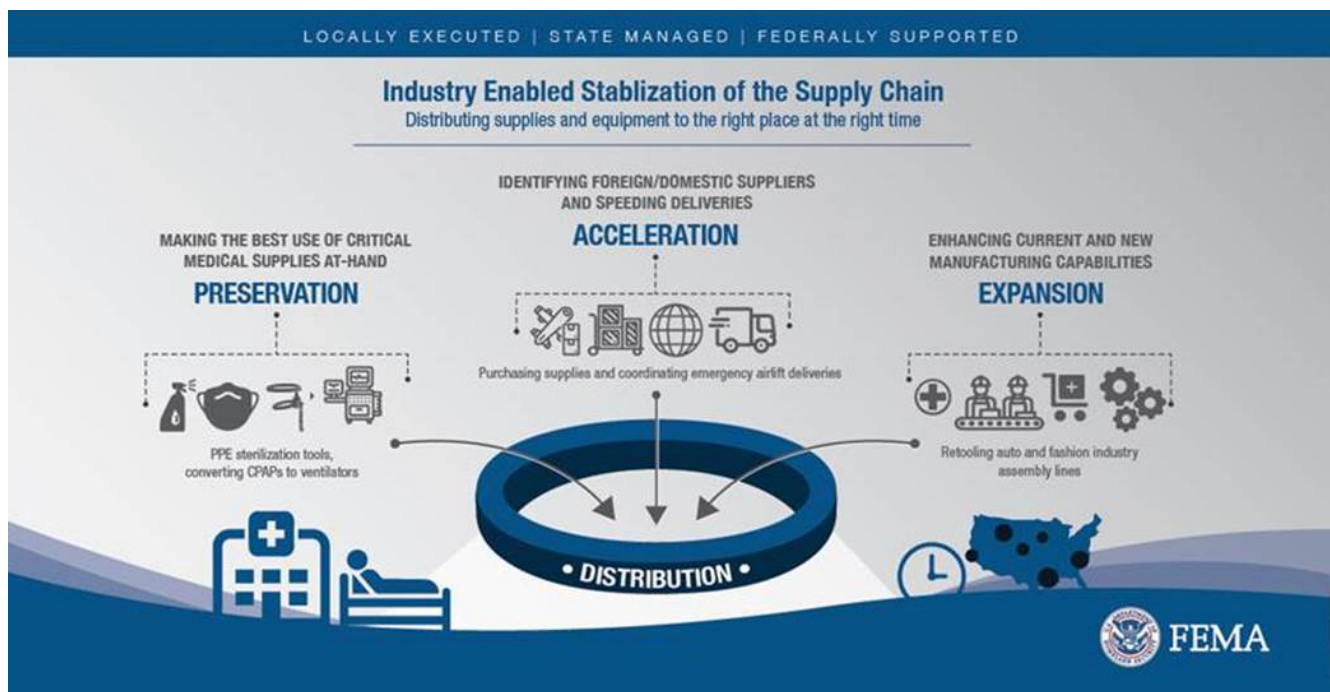 LOCALLY EXECUTED | STATE MANAGED | FEDERALLY SUPPORTED
Industry Enabled Stablization of the Supply Chain
Distributing supplies and equipment to the right place at the right time
MAKING THE BEST USE OF CRITICAL
MEDICAL SUPPLIES AT-HAND
PRESERVATION
PPE sterilization tools,
converting CPAPs to ventilators
IDENTIFYING FOREIGN/DOMESTIC SUPPLIERS
AND SPEEDING DELIVERIES
ACCELERATION
Purchasing supplies and coordinating emergency airlift deliveries
ENHANCING CURRENT AND NEW
MANUFACTURING CAPABILITIES
EXPANSION
Retooling auto and fashion industry
assembly lines
• DISTRIBUTION •
FEMA